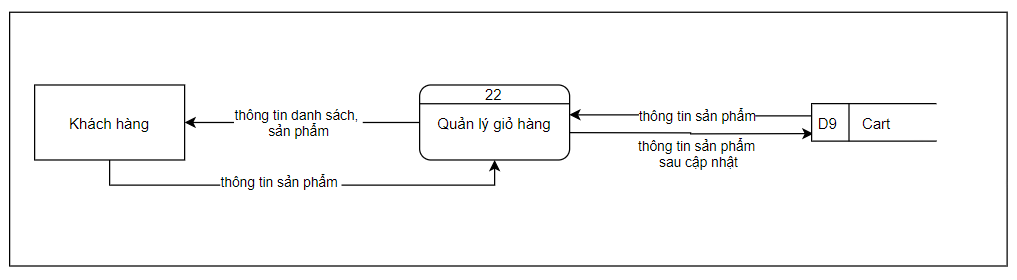 22
Khách hàng
thông tin danh sách,
sản phẩm
Quản lý giỏ hàng
thông tin sản phẩm
D9
Cart
thông tin sản phẩm
sau cập nhật
thông tin sản phẩm